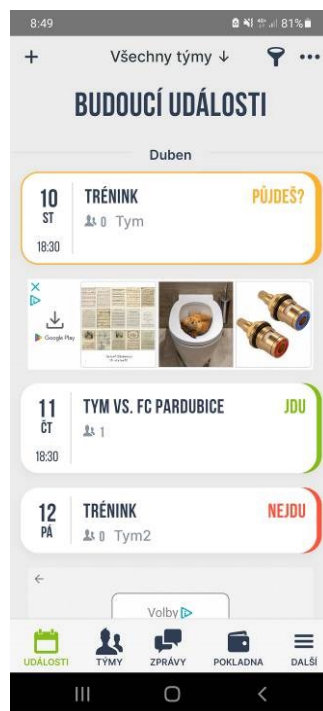 8:49
81%
+ Všechny týmy ↓
BUDOUCÍ UDÁLOSTI
Duben
10 TRÉNINK PŮJDEŠ?
ST 0 Tym
18:30
Google Play
11 TYM VS. FC PARDUBICE JDU
ČT 1
18:30
12 TRÉNINK NEJDU
PÁ 0 Tym2
Volby
UDÁLOSTI TÝMY ZPRÁVY POKLADNA DALŠÍ